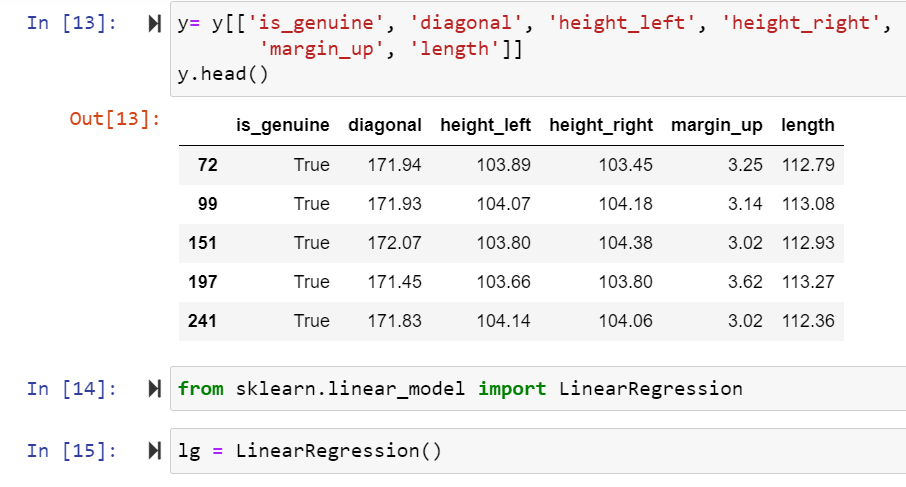 In [13]: y= y[['is_genuine', 'diagonal', 'height_left', 'height_right',
'margin_up', 'length']]
y.head()
Out[13]:
is_genuine diagonal height_left height_right margin_up length
72 True 171.94 103.89 103.45 3.25 112.79
99 True 171.93 104.07 104.18 3.14 113.08
151 True 172.07 103.80 104.38 3.02 112.93
197 True 171.45 103.66 103.80 3.62 113.27
241 True 171.83 104.14 104.06 3.02 112.36
In [14]: from sklearn.linear_model import LinearRegression
In [15]: lg = LinearRegression()